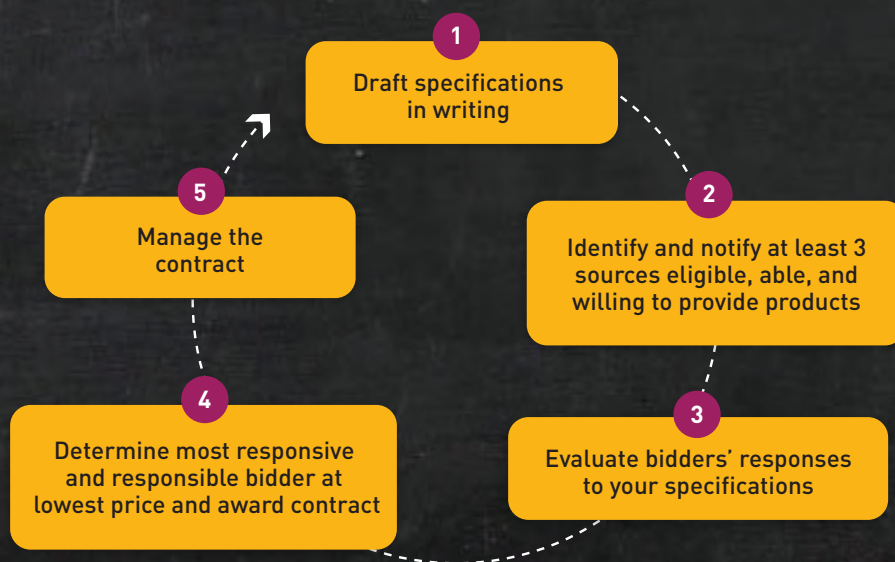 1
Draft specifications
in writing
2
Identify and notify at least 3
sources eligible, able, and
willing to provide products
3
Evaluate bidders’ responses
to your specifications
4
Determine most responsive
and responsible bidder at
lowest price and award contract
5
Manage the
contract